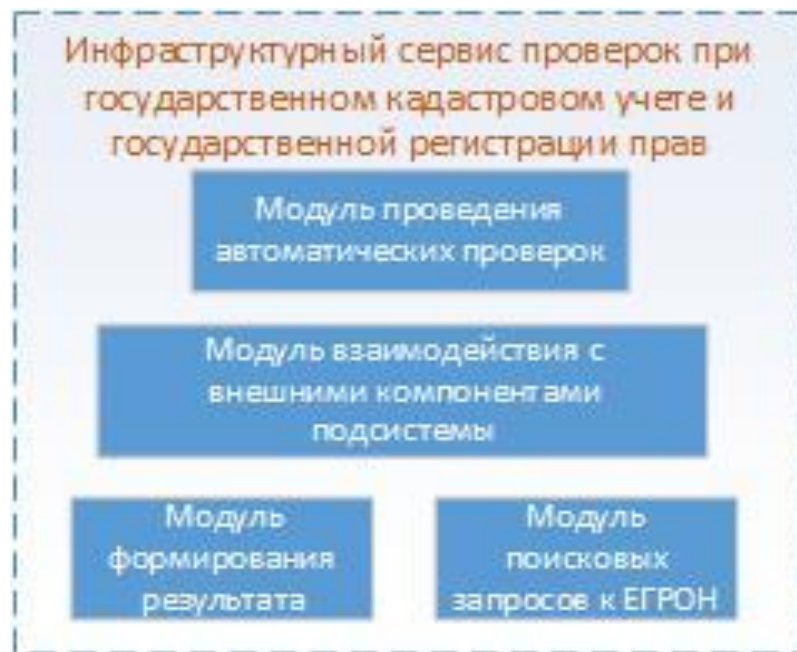 Инфраструктурный сервис проверок при
государственном кадастровом учете и
государственной регистрации прав
Модуль проведения
автоматических проверок
Модуль взаимодействия с
внешними компонентами
подсистемы
Модуль
формирования
результата
Модуль
поисковых
запросов к ЕГРОН